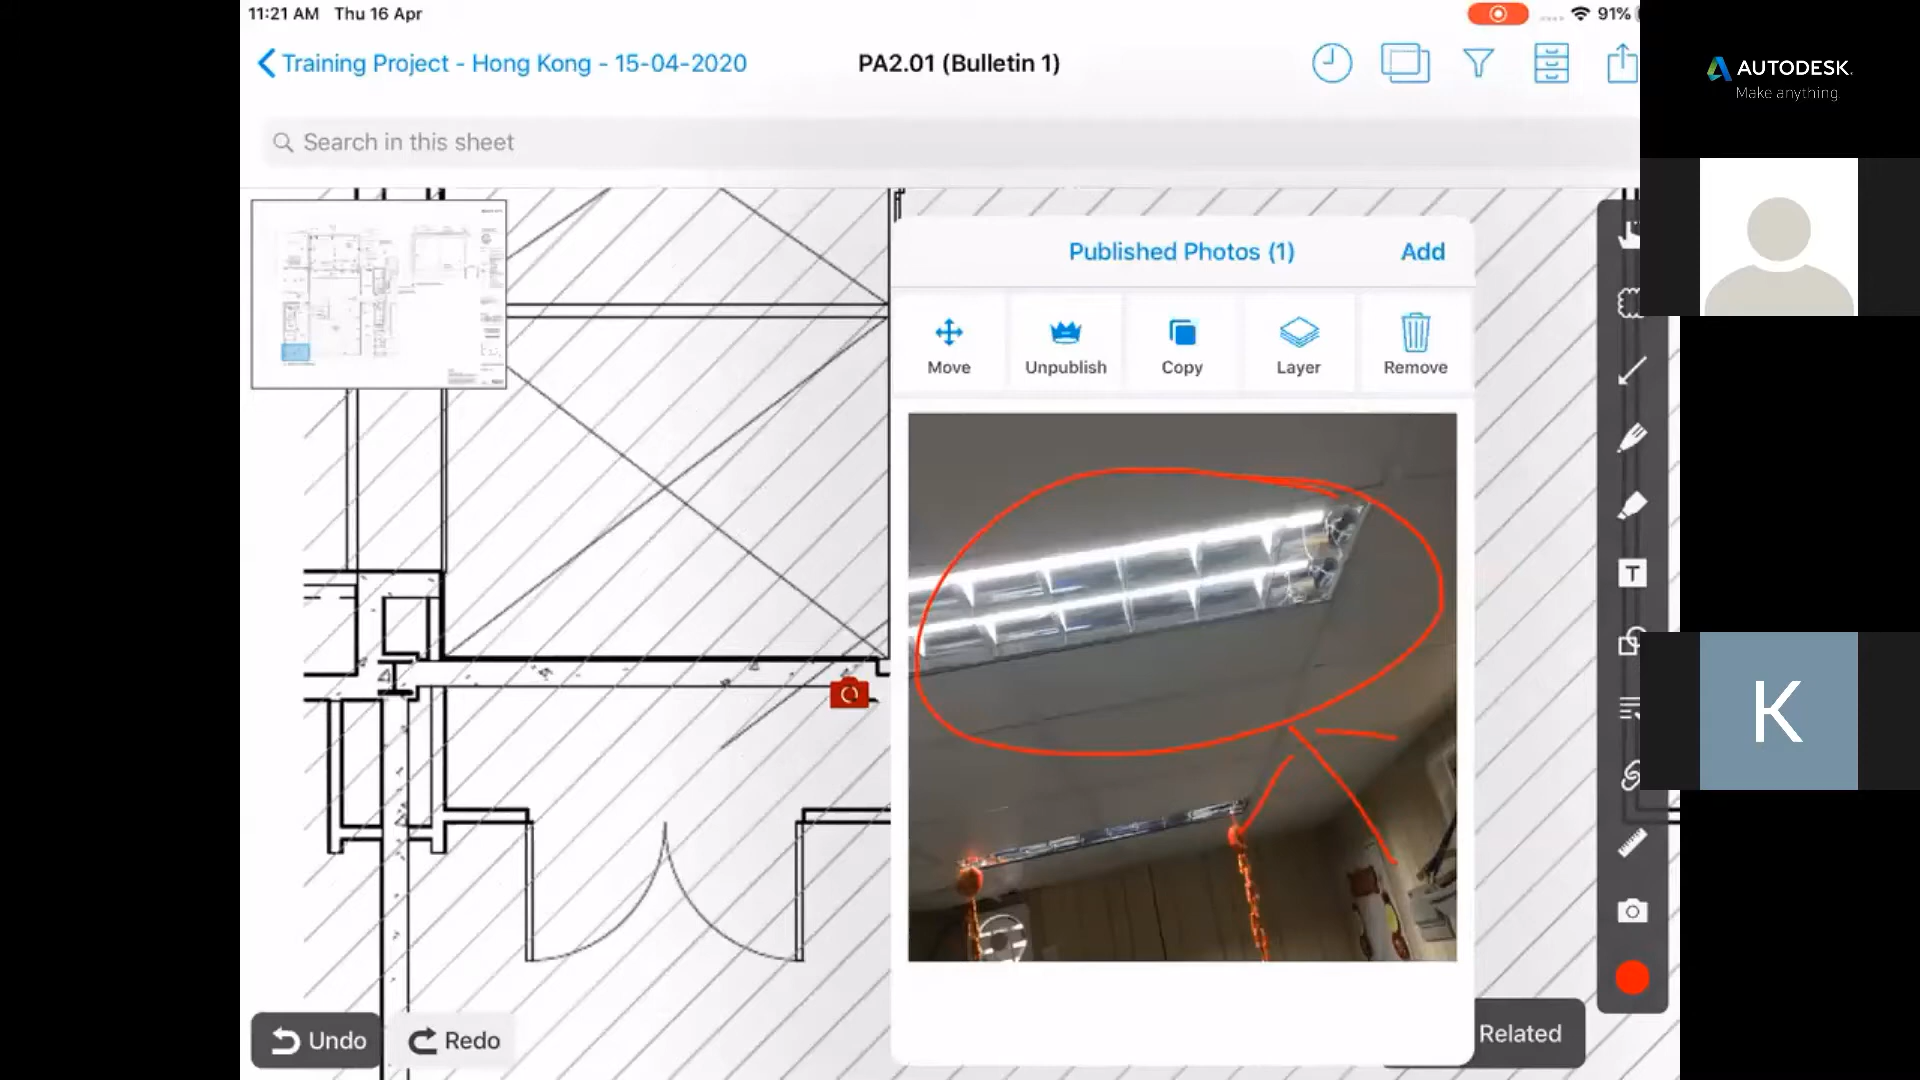 11:21 AM Thu 16 Apr
91%
Training Project - Hong Kong - 15-04-2020
PA2.01 (Bulletin 1)
AUTODESK.
Make anything.
Search in this sheet
Published Photos (1)
Add
Move
Unpublish
Copy
Layer
Remove
T
K
Undo
Redo
Related